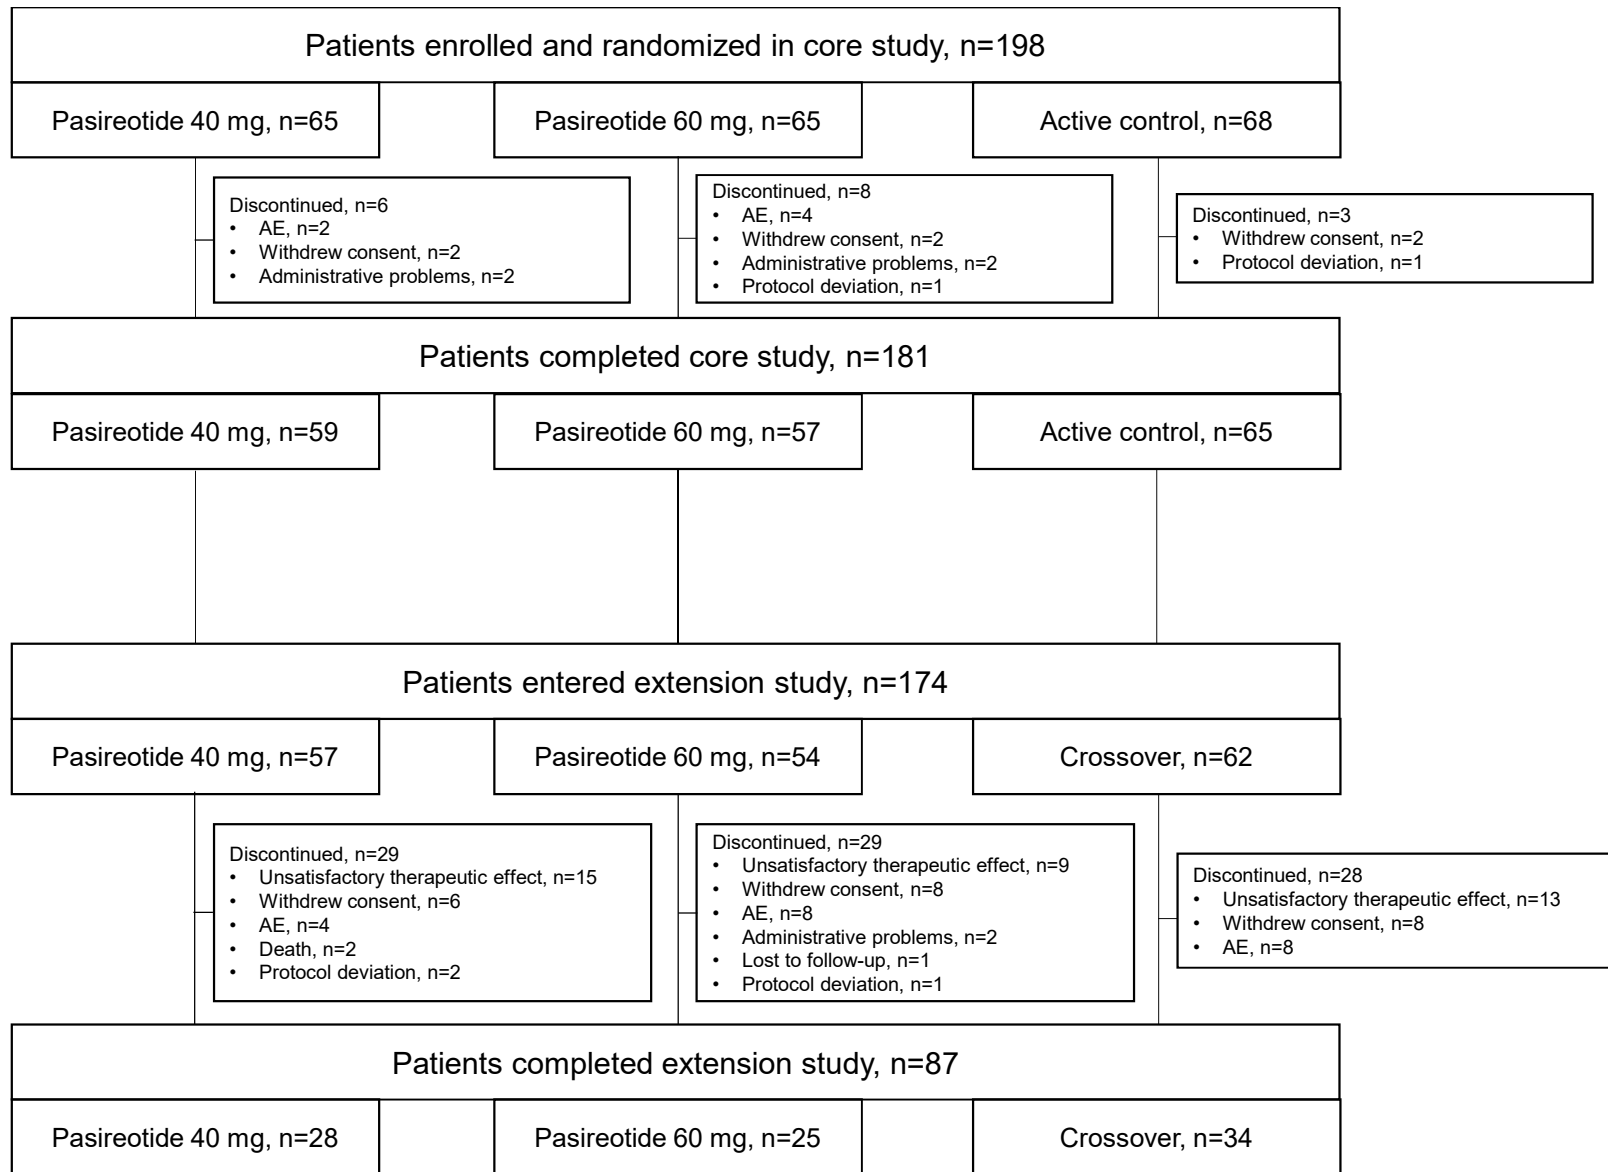 Patients enrolled and randomized in core study, n=198
Pasireotide 40 mg, n=65
Pasireotide 60 mg, n=65
Active control, n=68
Discontinued, n=6
• AE, n=2
• Withdrew consent, n=2
• Administrative problems, n=2
Discontinued, n=8
• AE, n=4
• Withdrew consent, n=2
• Administrative problems, n=2
• Protocol deviation, n=1
Discontinued, n=3
• Withdrew consent, n=2
• Protocol deviation, n=1
Patients completed core study, n=181
Pasireotide 40 mg, n=59
Pasireotide 60 mg, n=57
Active control, n=65
Patients entered extension study, n=174
Pasireotide 40 mg, n=57
Pasireotide 60 mg, n=54
Crossover, n=62
Discontinued, n=29
• Unsatisfactory therapeutic effect, n=15
• Withdrew consent, n=6
• AE, n=4
• Death, n=2
• Protocol deviation, n=2
Discontinued, n=29
• Unsatisfactory therapeutic effect, n=9
• Withdrew consent, n=8
• AE, n=8
• Administrative problems, n=2
• Lost to follow-up, n=1
• Protocol deviation, n=1
Discontinued, n=28
• Unsatisfactory therapeutic effect, n=13
• Withdrew consent, n=8
• AE, n=8
Patients completed extension study, n=87
Pasireotide 40 mg, n=28
Pasireotide 60 mg, n=25
Crossover, n=34